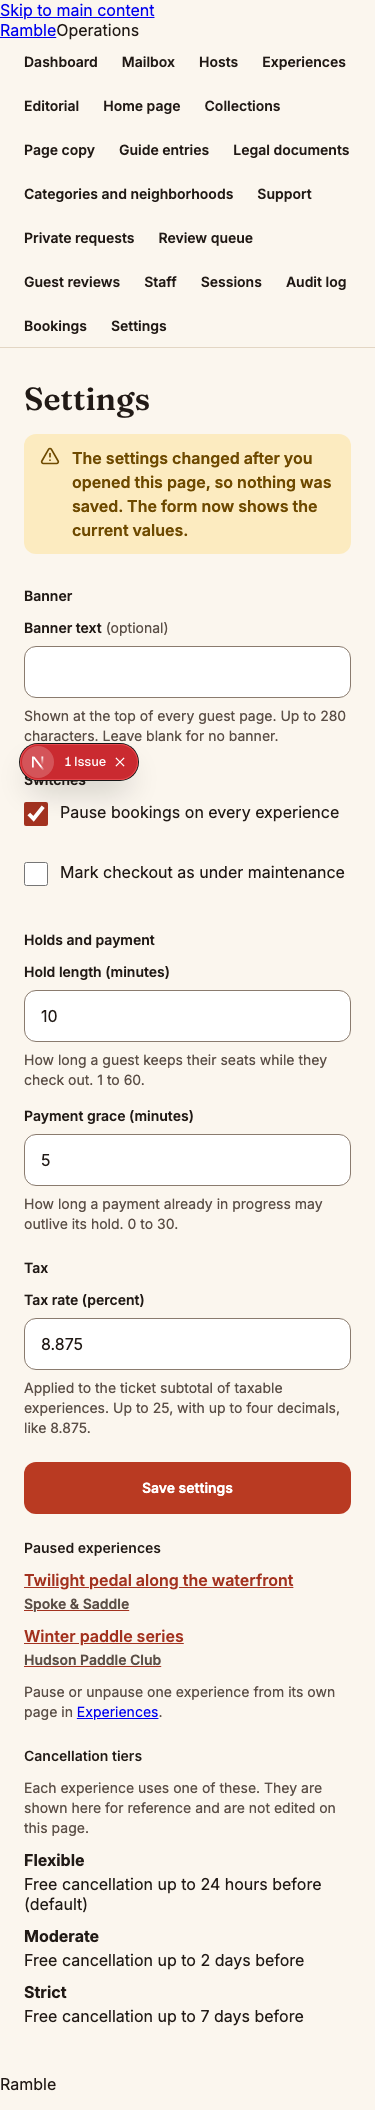 Skip to main content
RambleOperations
Dashboard Mailbox Hosts Experiences
Editorial Home page Collections
Page copy Guide entries Legal documents
Categories and neighborhoods Support
Private requests Review queue
Guest reviews Staff Sessions Audit log
Bookings Settings
Settings
The settings changed after you
opened this page, so nothing was
saved. The form now shows the
current values.
Banner
Banner text (optional)
Shown at the top of every guest page. Up to 280
characters. Leave blank for no banner.
N 1 Issue
Switches
Pause bookings on every experience
Mark checkout as under maintenance
Holds and payment
Hold length (minutes)
10
How long a guest keeps their seats while they
check out. 1 to 60.
Payment grace (minutes)
5
How long a payment already in progress may
outlive its hold. 0 to 30.
Tax
Tax rate (percent)
8.875
Applied to the ticket subtotal of taxable
experiences. Up to 25, with up to four decimals,
like 8.875.
Save settings
Paused experiences
Twilight pedal along the waterfront
Spoke & Saddle
Winter paddle series
Hudson Paddle Club
Pause or unpause one experience from its own
page in Experiences.
Cancellation tiers
Each experience uses one of these. They are
shown here for reference and are not edited on
this page.
Flexible
Free cancellation up to 24 hours before
(default)
Moderate
Free cancellation up to 2 days before
Strict
Free cancellation up to 7 days before
Ramble